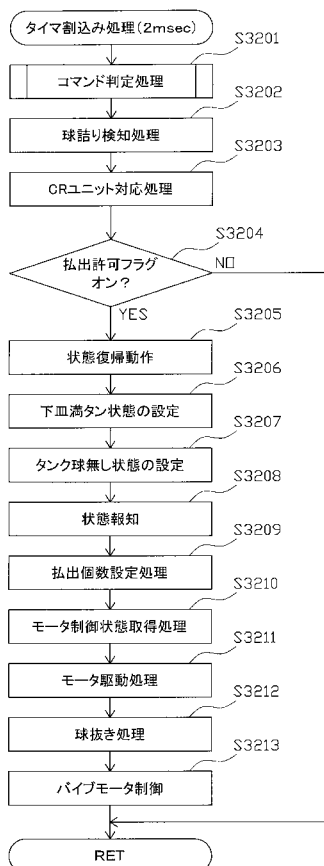 タイマ割込み処理(2msec)
S3201
コマンド判定処理
S3202
球詰り検知処理
S3203
CRユニット対応処理
S3204
払出許可フラグ
オン?
NO
YES
S3205
状態復帰動作
S3206
下皿満タン状態の設定
S3207
タンク球無し状態の設定
S3208
状態報知
S3209
払出個数設定処理
S3210
モータ制御状態取得処理
S3211
モータ駆動処理
S3212
球抜き処理
S3213
バイブモータ制御
RET